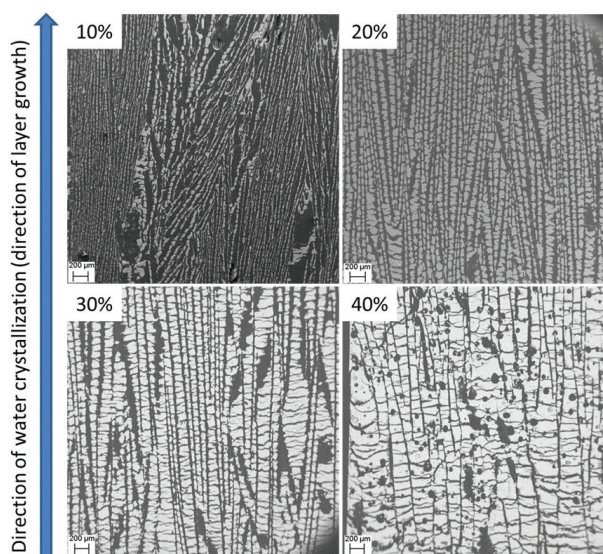 Direction of water crystallization (direction of layer growth)
10%
20%
200 µm
200 µm
30%
40%
200 µm
200 µm